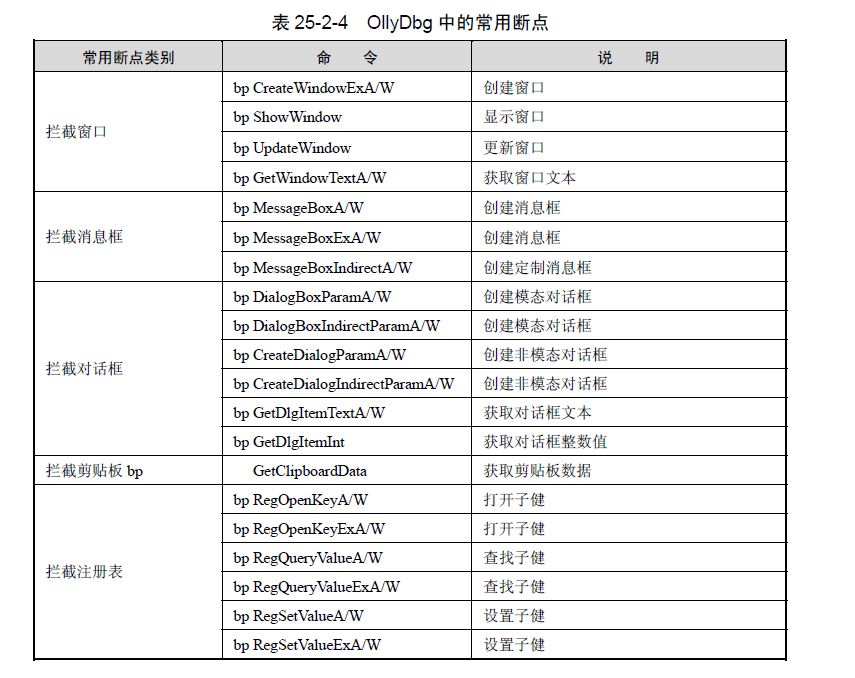 表 25-2-4 OllyDbg 中的常用断点
常用断点类别 命 令 说 明
拦截窗口
bp CreateWindowExA/W 创建窗口
bp ShowWindow 显示窗口
bp UpdateWindow 更新窗口
bp GetWindowTextA/W 获取窗口文本
拦截消息框
bp MessageBoxA/W 创建消息框
bp MessageBoxExA/W 创建消息框
bp MessageBoxIndirectA/W 创建定制消息框
拦截对话框
bp DialogBoxParamA/W 创建模态对话框
bp DialogBoxIndirectParamA/W 创建模态对话框
bp CreateDialogParamA/W 创建非模态对话框
bp CreateDialogIndirectParamA/W 创建非模态对话框
bp GetDlgItemTextA/W 获取对话框文本
bp GetDlgItemInt 获取对话框整数值
拦截剪贴板 bp GetClipboardData 获取剪贴板数据
拦截注册表
bp RegOpenKeyA/W 打开子健
bp RegOpenKeyExA/W 打开子健
bp RegQueryValueA/W 查找子健
bp RegQueryValueExA/W 查找子健
bp RegSetValueA/W 设置子健
bp RegSetValueExA/W 设置子健